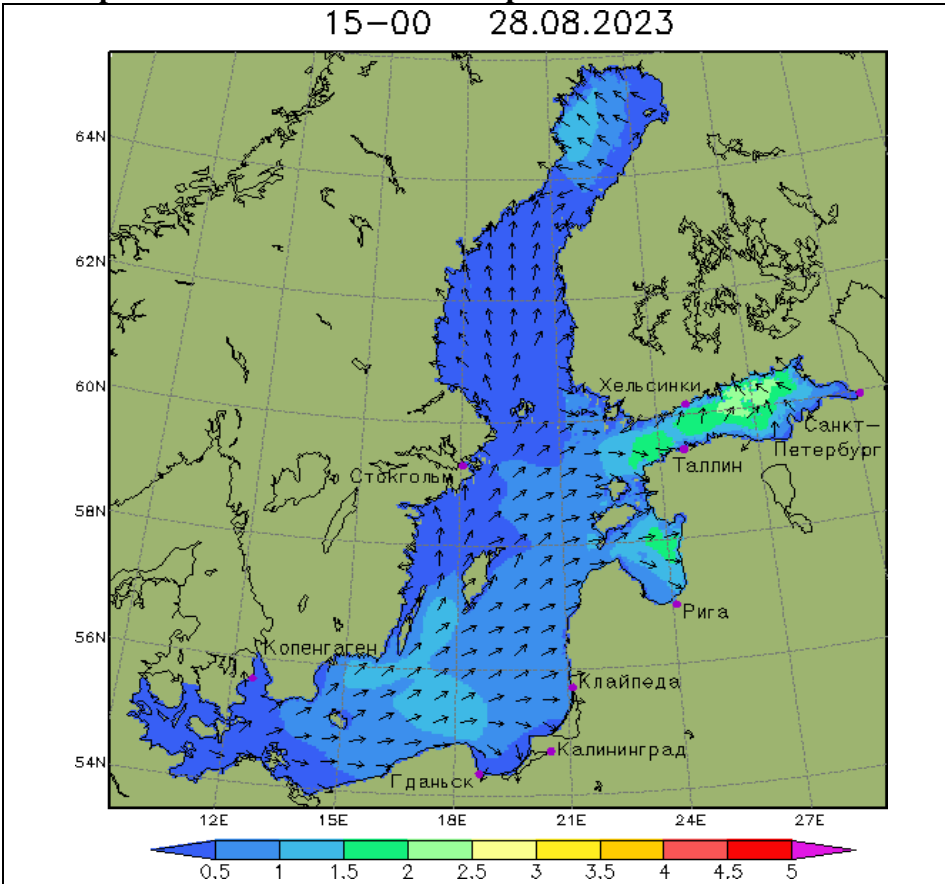 15-00 28.08.2023
64N
62N
60N
58N
56N
54N
Хельсинки
Санкт-
Петербург
Таллин
Стокгольм
Рига
Копенгаген
Клайпеда
Калининград
Гданьск
12E 15E 18E 21E 24E 27E
0,5 1 1,5 2 2,5 3 3,5 4 4,5 5